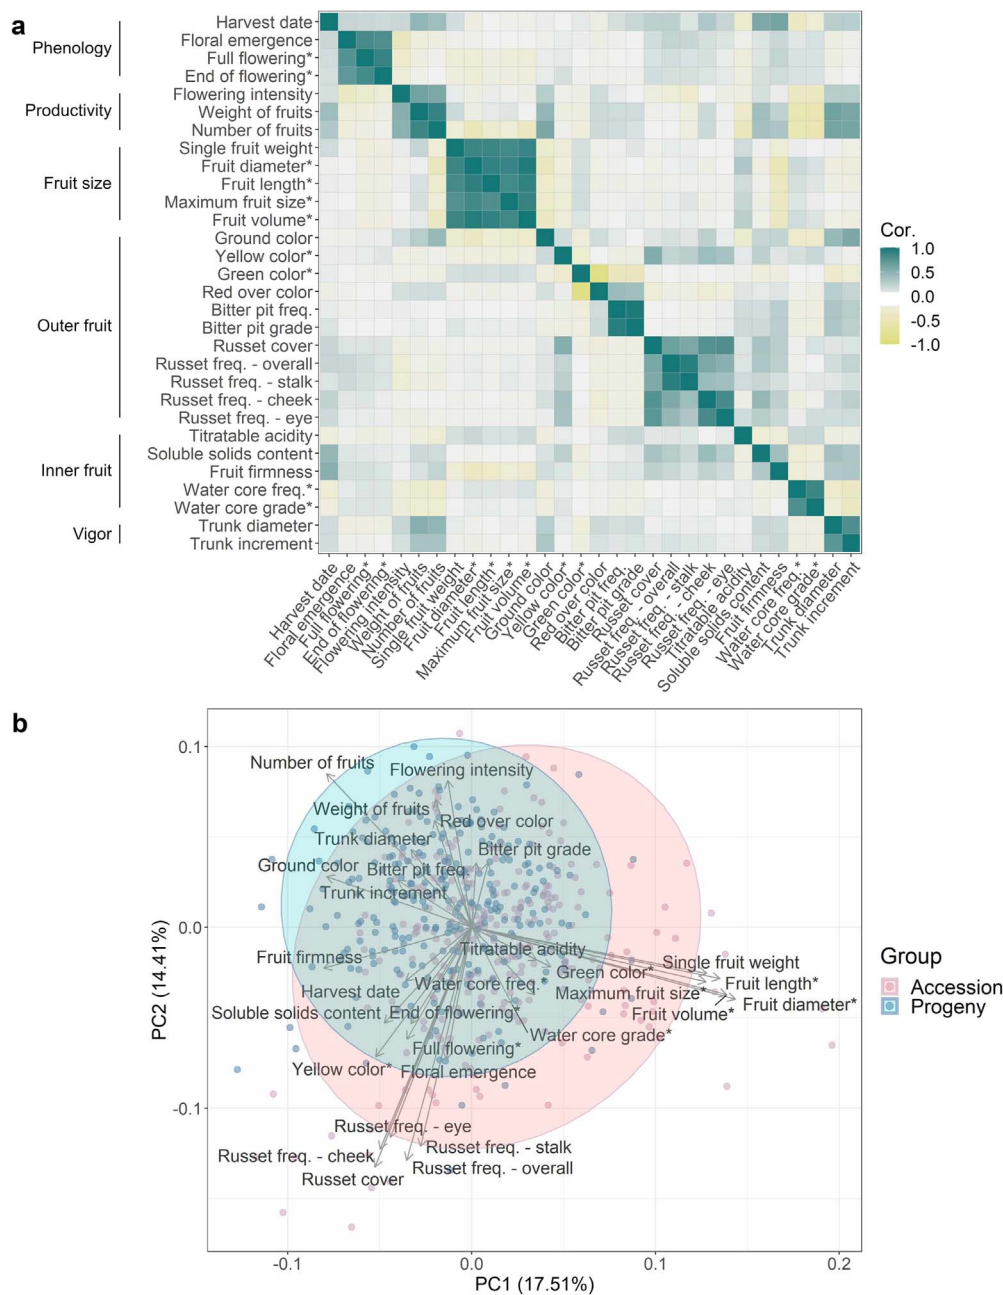 a
Phenology
Productivity
Fruit size
Outer fruit
Inner fruit
Vigor
Harvest date
Floral emergence
Full flowering*
End of flowering*
Flowering intensity
Weight of fruits
Number of fruits
Single fruit weight
Fruit diameter*
Fruit length*
Maximum fruit size*
Fruit volume*
Ground color
Yellow color*
Green color*
Red over color
Bitter pit freq.
Bitter pit grade
Russet cover
Russet freq. - overall
Russet freq. - stalk
Russet freq. - cheek
Russet freq. - eye
Titratable acidity
Soluble solids content
Fruit firmness
Water core freq.*
Water core grade*
Trunk diameter
Trunk increment
Harvest date
Floral emergence
Full flowering*
End of flowering*
Flowering intensity
Weight of fruits
Number of fruits
Single fruit weight
Fruit diameter*
Fruit length*
Maximum fruit size*
Fruit volume*
Ground color
Yellow color*
Green color*
Red over color
Bitter pit freq.
Bitter pit grade
Russet cover
Russet freq. - overall
Russet freq. - stalk
Russet freq. - cheek
Russet freq. - eye
Titratable acidity
Soluble solids content
Fruit firmness
Water core freq.*
Water core grade*
Trunk diameter
Trunk increment
Cor.
1.0
0.5
0.0
-0.5
-1.0
b
PC2 (14.41%)
0.1
0.0
-0.1
Number of fruits
Flowering intensity
Weight of fruits
Red over color
Trunk diameter
Bitter pit grade
Ground color
Bitter pit freq.
Trunk increment
Titratable acidity
Fruit firmness
Single fruit weight
Green color*
Water core freq.*
Fruit length*
Harvest date
Maximum fruit size*
Fruit diameter*
Soluble solids content
End of flowering*
Fruit volume*
Water core grade*
Full flowering*
Yellow color*
Floral emergence
Russet freq. - eye
Russet freq. - stalk
Russet freq. - cheek
Russet freq. - overall
Russet cover
-0.1
0.0
0.1
0.2
PC1 (17.51%)
Group
Accession
Progeny